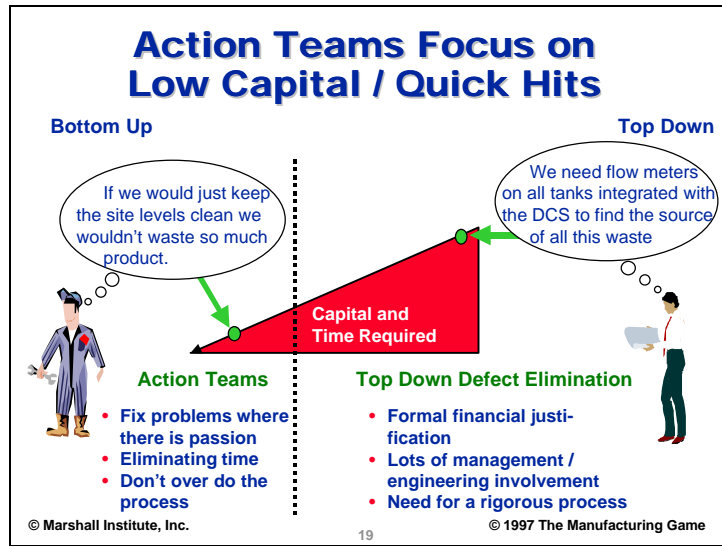 Action Teams Focus on
Low Capital / Quick Hits
Bottom Up
Top Down
If we would just keep
the site levels clean we
wouldn't waste so much
product.
We need flow meters
on all tanks integrated with
the DCS to find the source
of all this waste
Capital and
Time Required
Action Teams
• Fix problems where
there is passion
• Eliminating time
• Don't over do the
process
Top Down Defect Elimination
• Formal financial justi-
fication
• Lots of management /
engineering involvement
• Need for a rigorous process
© Marshall Institute, Inc.
19
© 1997 The Manufacturing Game